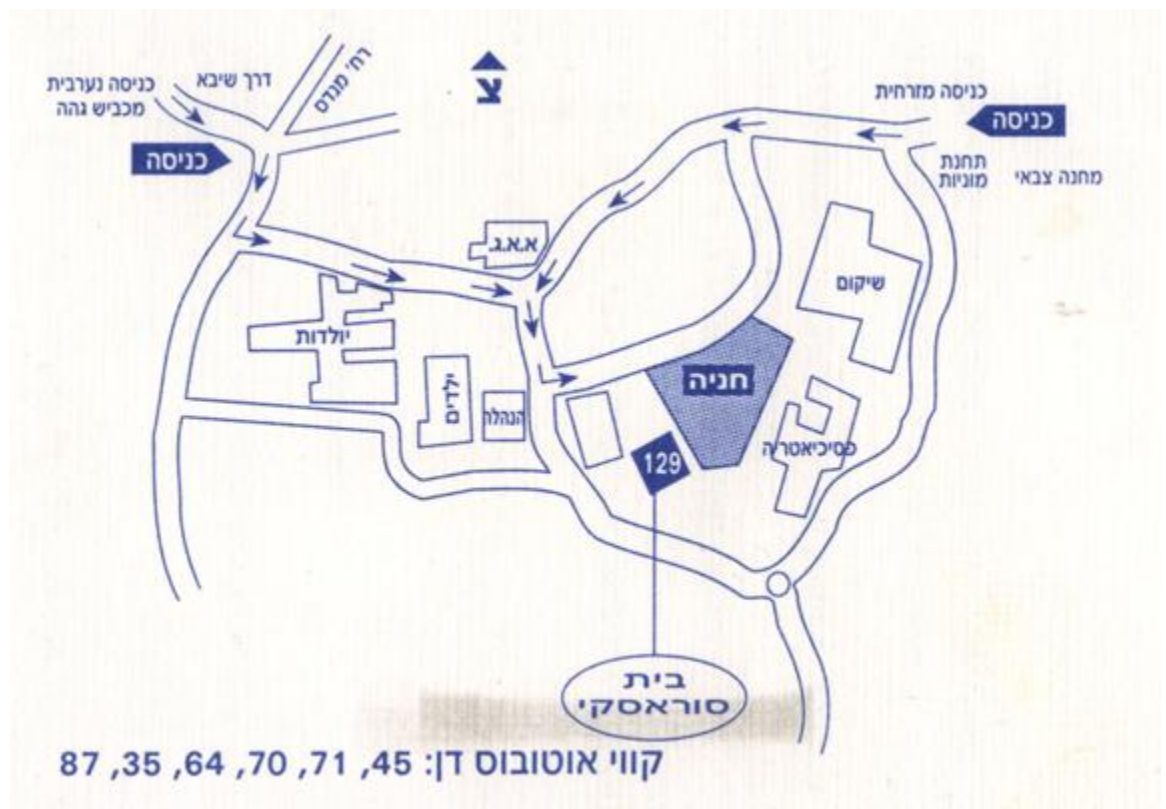 כניסה נערבית
מכביש גהה
דרך שיבא
רח' מנדס
צ
כניסה מזרחית
כניסה
תחנת
מוניות
מחנה צבאי
כניסה
א.א.ג.
שיקום
יולדות
ילדים
הנהלה
חניה
פסיכיאטריה
129
בית
סוראסקי
קווי אוטובוס דן: 45, 71, 70, 64, 35, 87